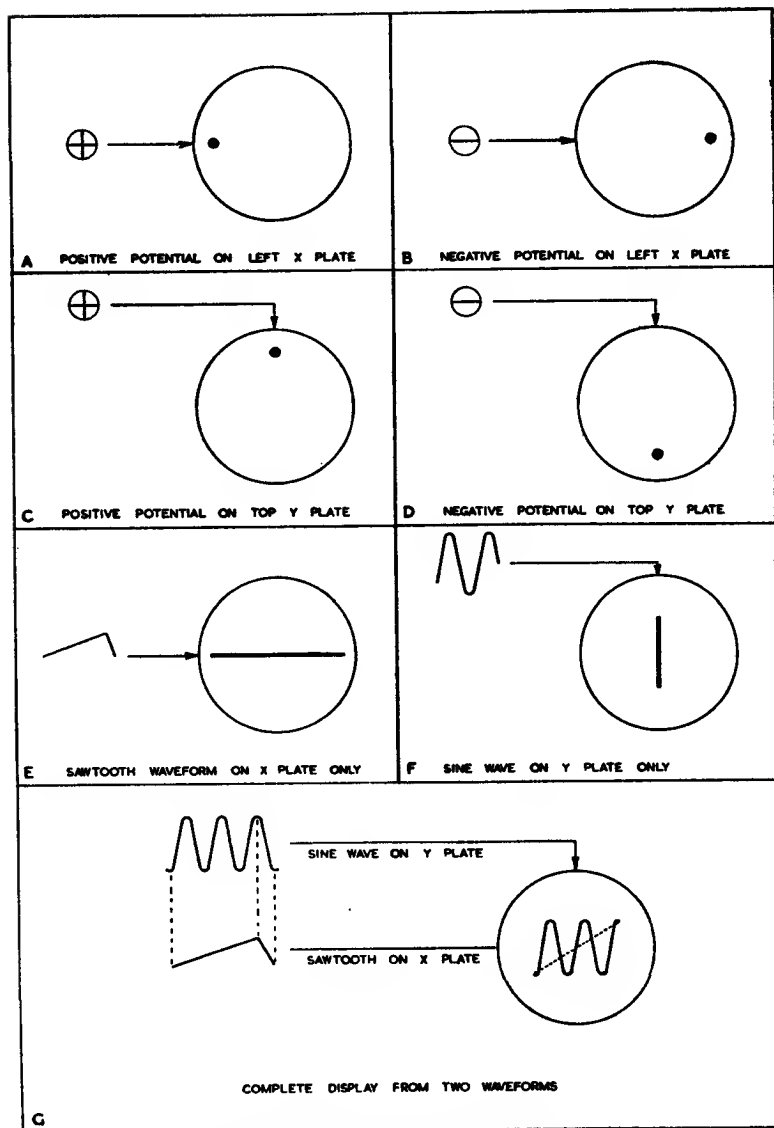 A POSITIVE POTENTIAL ON LEFT X PLATE
B NEGATIVE POTENTIAL ON LEFT X PLATE
C POSITIVE POTENTIAL ON TOP Y PLATE
D NEGATIVE POTENTIAL ON TOP Y PLATE
E SAWTOOTH WAVEFORM ON X PLATE ONLY
F SINE WAVE ON Y PLATE ONLY
SINE WAVE ON Y PLATE
SAWTOOTH ON X PLATE
COMPLETE DISPLAY FROM TWO WAVEFORMS
G